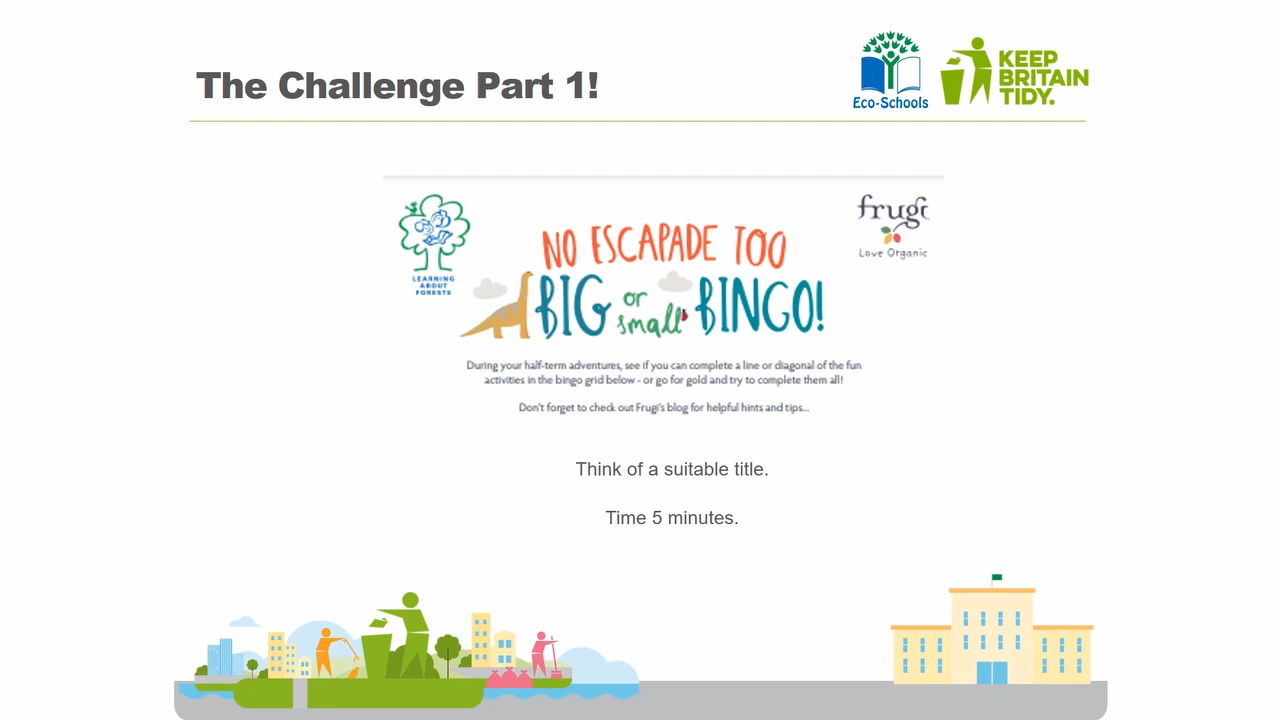 The Challenge Part 1!
Eco-Schools
KEEP
BRITAIN
TIDY.
LEARNING
ABOUT
FORESTS
frugi
Love Organic
NO ESCAPADE TOO
BIG or small BINGO!
During your half-term adventures, see if you can complete a line or diagonal of the fun
activities in the bingo grid below - or go for gold and try to complete them all!
Don't forget to check out Frugi's blog for helpful hints and tips...
Think of a suitable title.
Time 5 minutes.